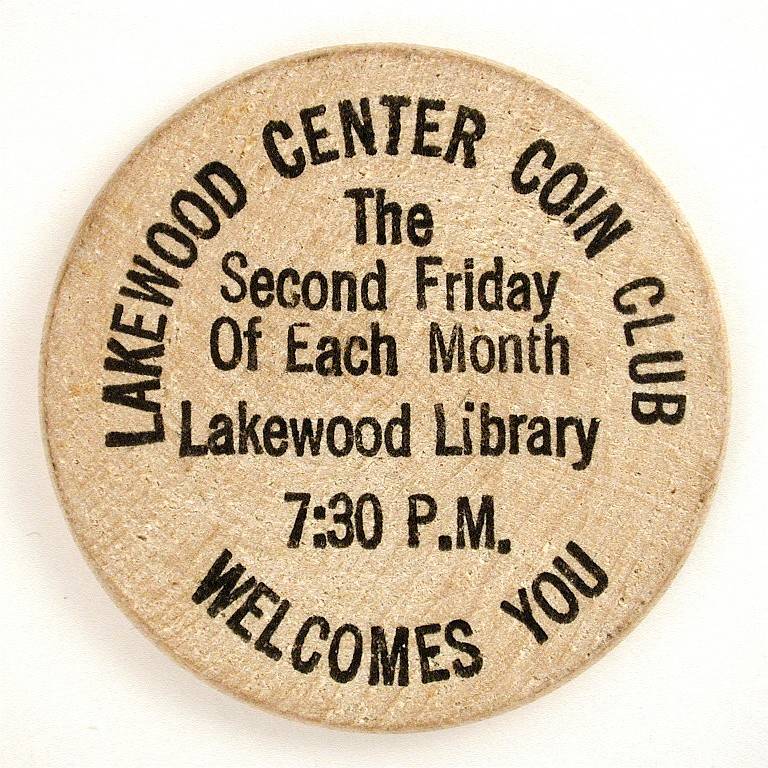 LAKEWOOD CENTER COIN CLUB
The
Second Friday
Of Each Month
Lakewood Library
7:30 P.M.
WELCOMES YOU